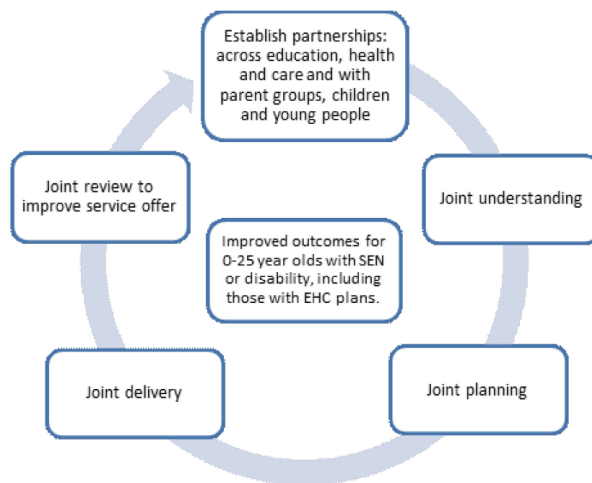 Establish partnerships:
across education, health
and care and with
parent groups, children
and young people
Joint understanding
Joint planning
Joint delivery
Joint review to
improve service offer
Improved outcomes for
0-25 year olds with SEN
or disability, including
those with EHC plans.